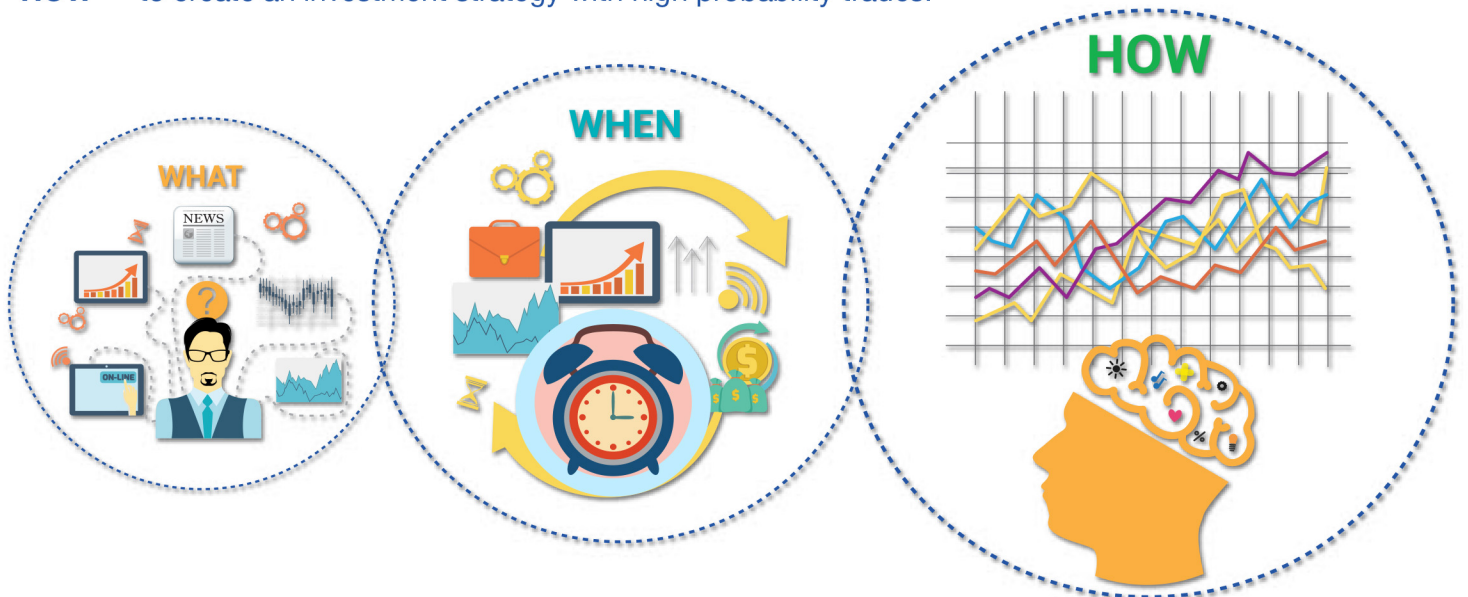 to create an investment strategy with high probability trades.
WHAT
NEWS
ON-LINE
WHEN
HOW